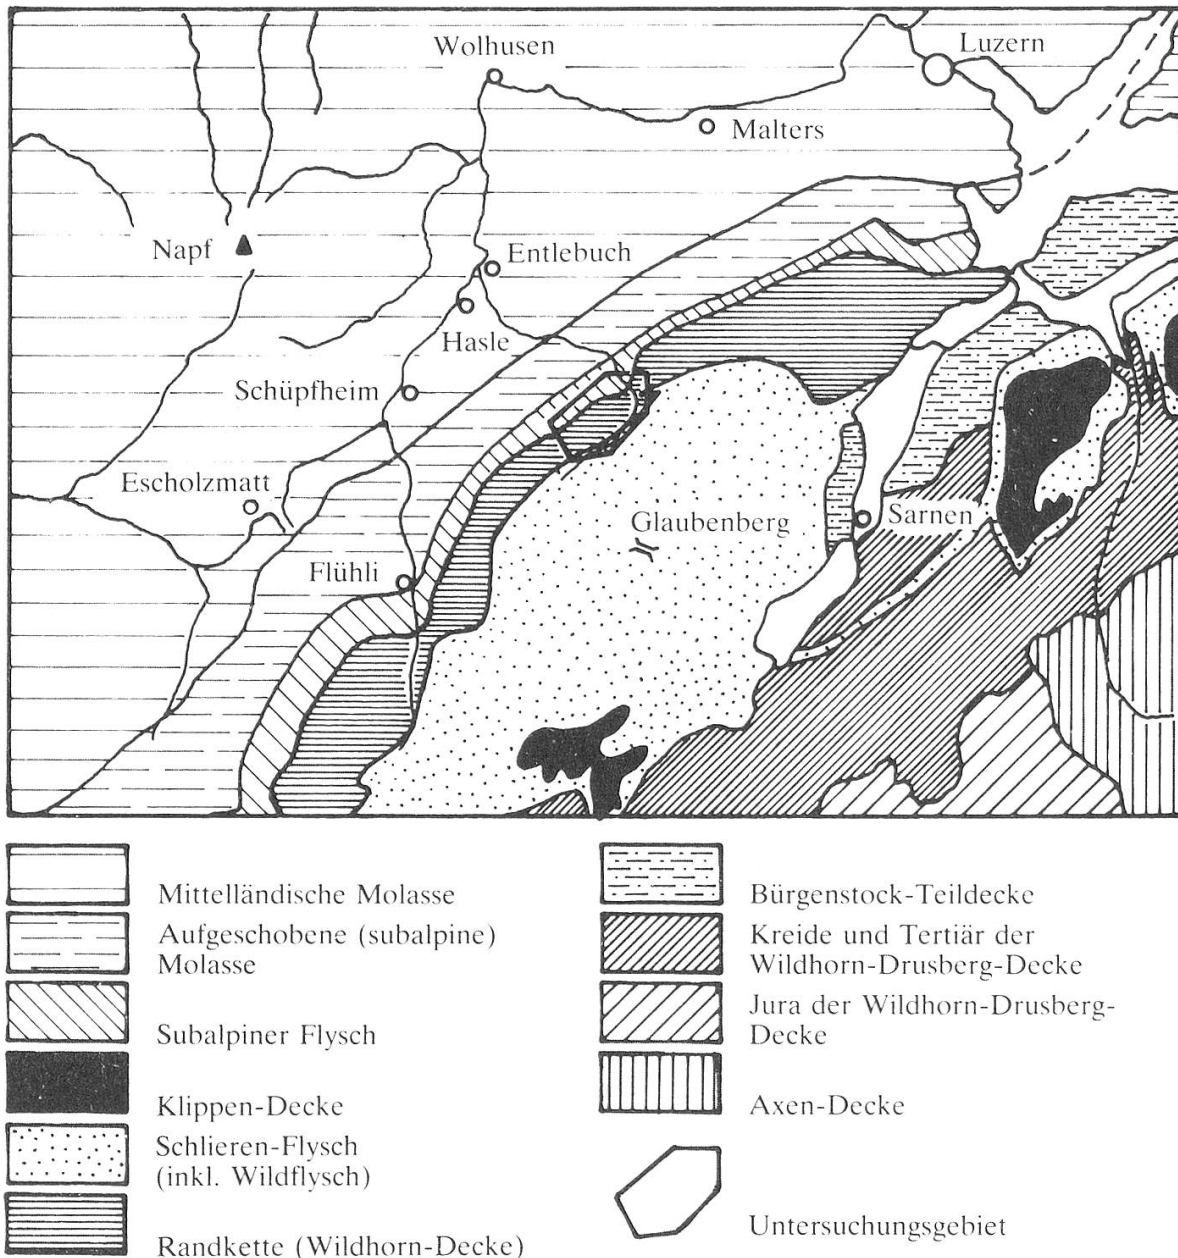 Wolhusen
Luzern
Malters
Napf
Entlebuch
Hasle
Schüpfheim
Escholzmatt
Glaubenberg
Sarnen
Flühli
Mittelländische Molasse
Aufgeschobene (subalpine)
Molasse
Subalpiner Flysch
Klippen-Decke
Schlieren-Flysch
(inkl. Wildflysch)
Randkette (Wildhorn-Decke)
Bürgenstock-Teildecke
Kreide und Tertiär der
Wildhorn-Drusberg-Decke
Jura der Wildhorn-Drusberg-
Decke
Axen-Decke
Untersuchungsgebiet